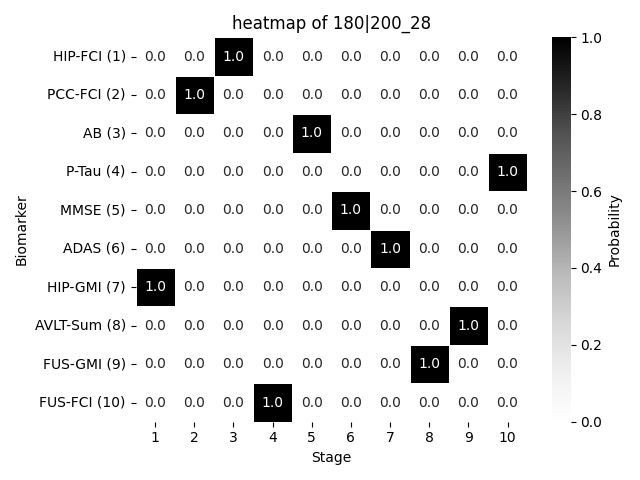 heatmap of 180|200_28
HIP-FCI (1) 0.0 0.0 1.0 0.0 0.0 0.0 0.0 0.0 0.0 0.0
PCC-FCI (2) 0.0 1.0 0.0 0.0 0.0 0.0 0.0 0.0 0.0 0.0
AB (3) 0.0 0.0 0.0 0.0 1.0 0.0 0.0 0.0 0.0 0.0
P-Tau (4) 0.0 0.0 0.0 0.0 0.0 0.0 0.0 0.0 0.0 1.0
MMSE (5) 0.0 0.0 0.0 0.0 0.0 1.0 0.0 0.0 0.0 0.0
ADAS (6) 0.0 0.0 0.0 0.0 0.0 0.0 1.0 0.0 0.0 0.0
HIP-GMI (7) 1.0 0.0 0.0 0.0 0.0 0.0 0.0 0.0 0.0 0.0
AVLT-Sum (8) 0.0 0.0 0.0 0.0 0.0 0.0 0.0 0.0 1.0 0.0
FUS-GMI (9) 0.0 0.0 0.0 0.0 0.0 0.0 0.0 1.0 0.0 0.0
FUS-FCI (10) 0.0 0.0 0.0 1.0 0.0 0.0 0.0 0.0 0.0 0.0
1 2 3 4 5 6 7 8 9 10
Stage
Biomarker
1.0
0.8
0.6
0.4
0.2
0.0
Probability